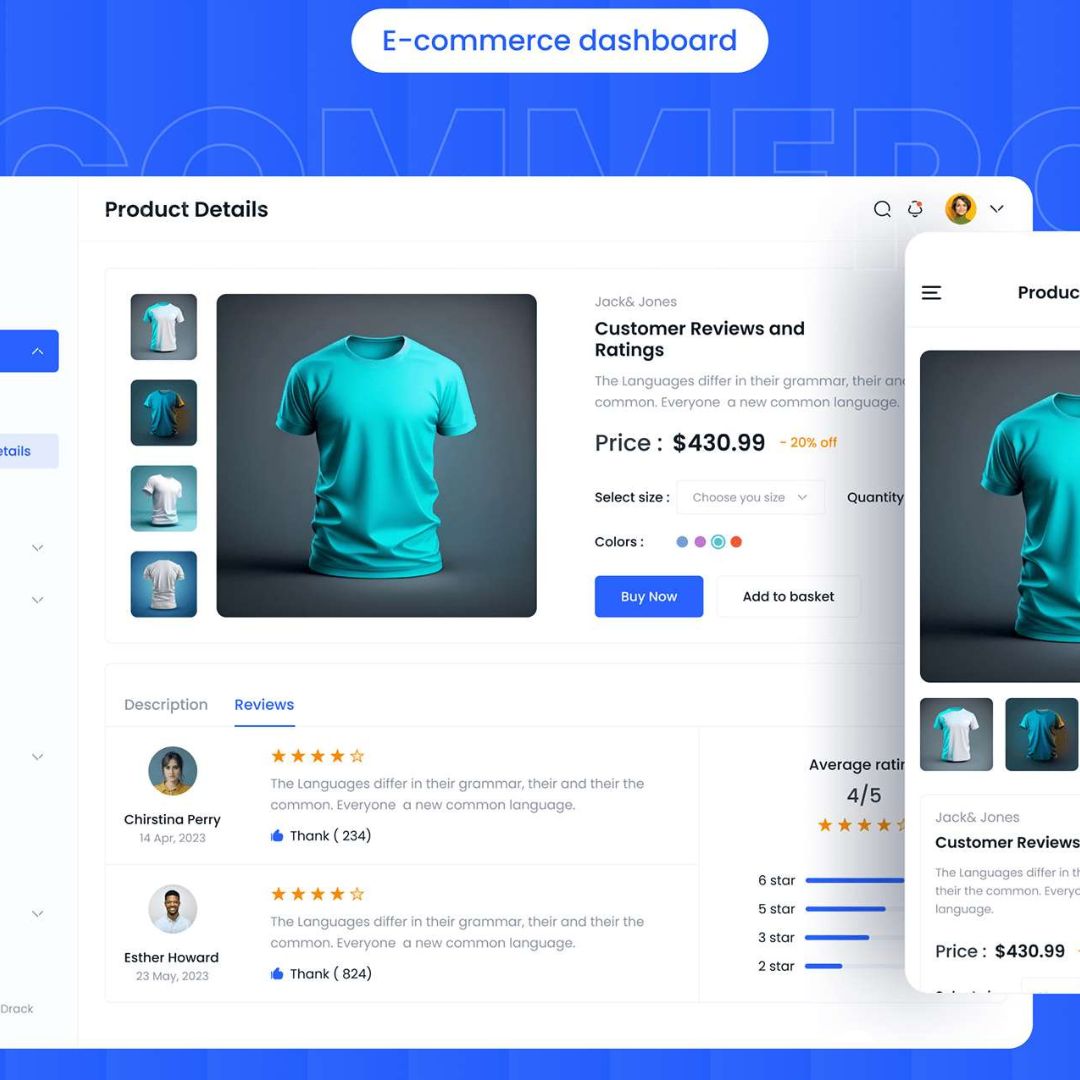 E-commerce dashboard
COMMERC
Product Details
Jack& Jones
Customer Reviews and
Ratings
The Languages differ in their grammar, their and
common. Everyone a new common language.
Price : $430.99 - 20% off
Select size : Choose you size Quantity
Colors :
Buy Now Add to basket
etails
Drack
Description Reviews
Chirstina Perry
14 Apr, 2023
The Languages differ in their grammar, their and their the
common. Everyone a new common language.
Thank ( 234)
Esther Howard
23 May, 2023
The Languages differ in their grammar, their and their the
common. Everyone a new common language.
Thank ( 824)
Average ratin
4/5
6 star
5 star
3 star
2 star
Produc
Jack& Jones
Customer Reviews
The Languages differ in th
their the common. Everyo
language.
Price : $430.99